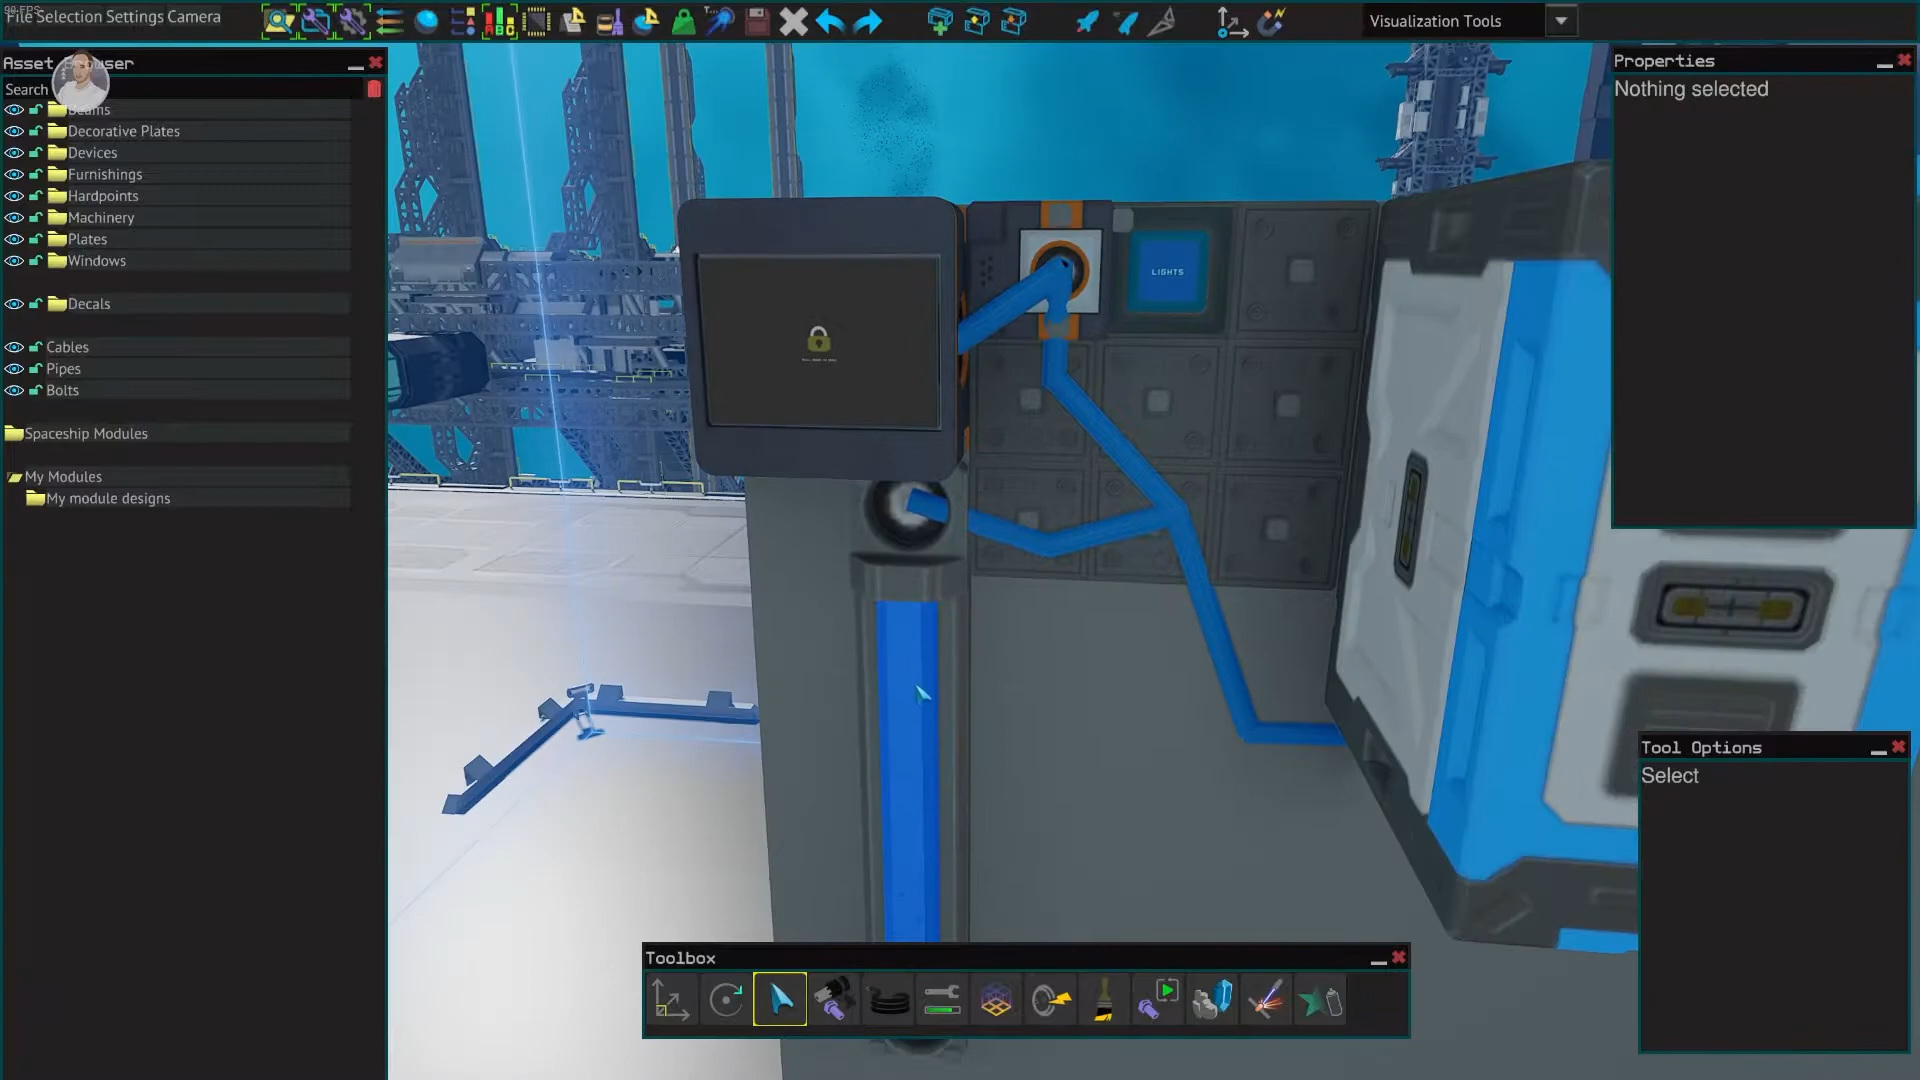 File Selection Settings Camera
Visualization Tools
Asset
Search
Beams
Decorative Plates
Devices
Furnishings
Hardpoints
Machinery
Plates
Windows
Decals
Cables
Pipes
Bolts
Spaceship Modules
My Modules
My module designs
LIGHTS
Properties
Nothing selected
Tool Options
Select
Toolbox